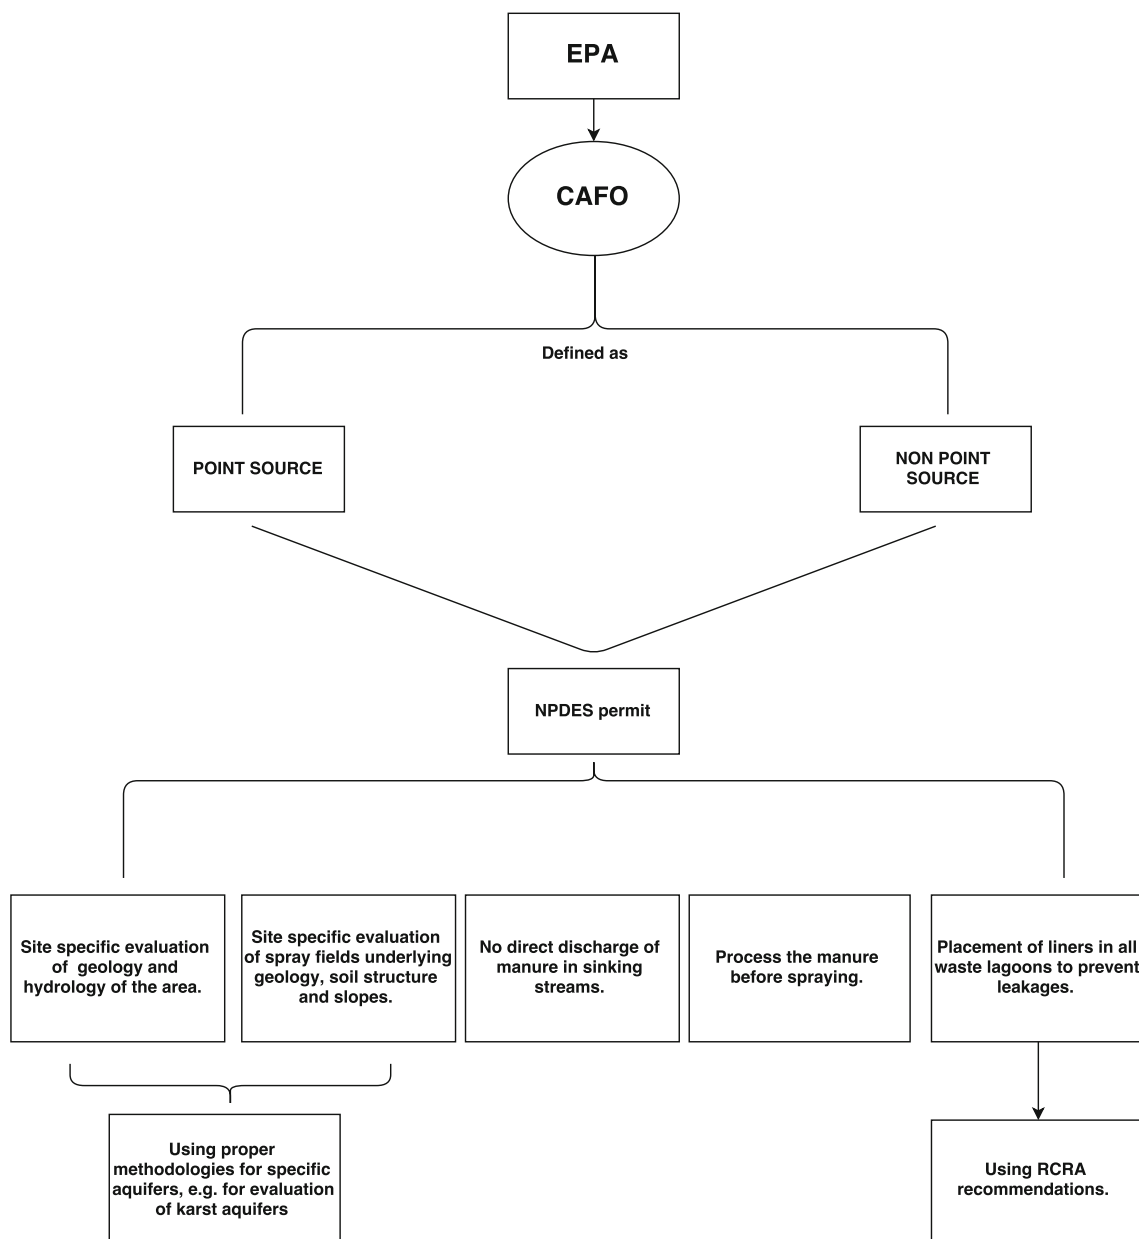 EPA
CAFO
Defined as
POINT SOURCE
NON POINT
SOURCE
NPDES permit
Site specific evaluation
of geology and
hydrology of the area.
Site specific evaluation
of spray fields underlying
geology, soil structure
and slopes.
No direct discharge of
manure in sinking
streams.
Process the manure
before spraying.
Placement of liners in all
waste lagoons to prevent
leakages.
Using proper
methodologies for specific
aquifers, e.g. for evaluation
of karst aquifers
Using RCRA
recommendations.